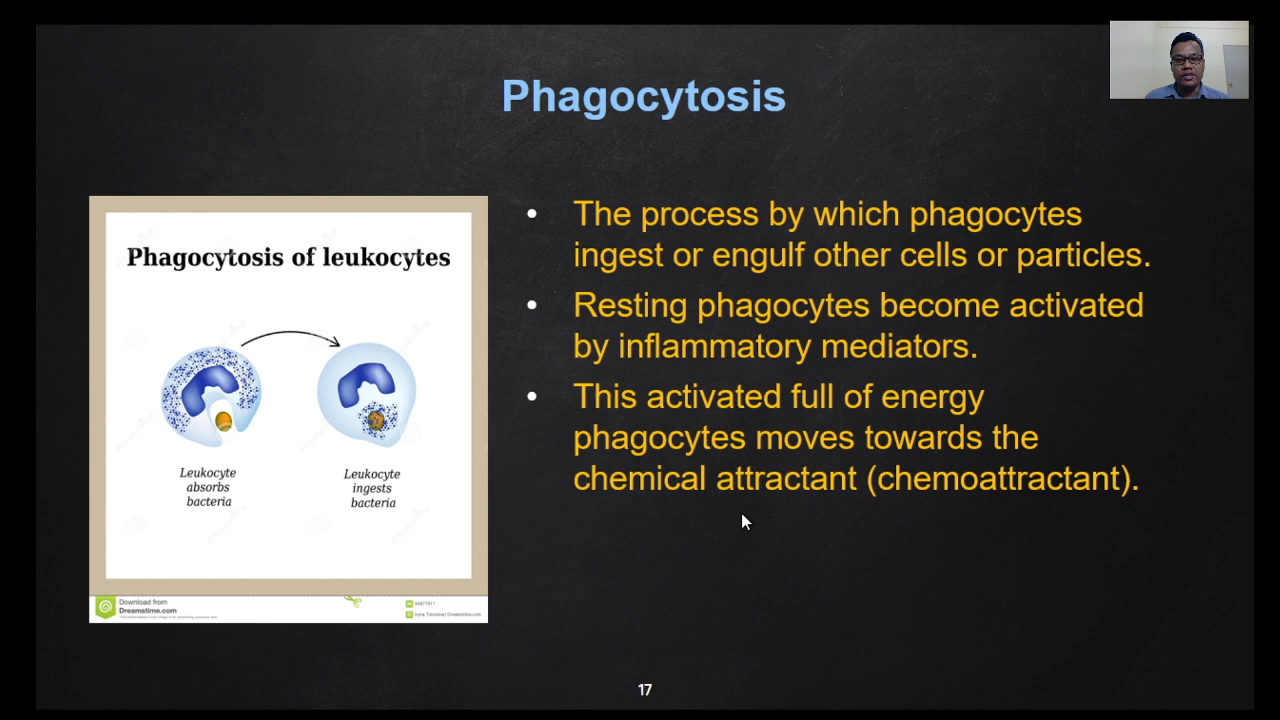 Phagocytosis
Phagocytosis of leukocytes
Leukocyte
absorbs
bacteria
Leukocyte
ingests
bacteria
Download from
Dreamstime.com
• The process by which phagocytes
ingest or engulf other cells or particles.
• Resting phagocytes become activated
by inflammatory mediators.
• This activated full of energy
phagocytes moves towards the
chemical attractant (chemoattractant).
17